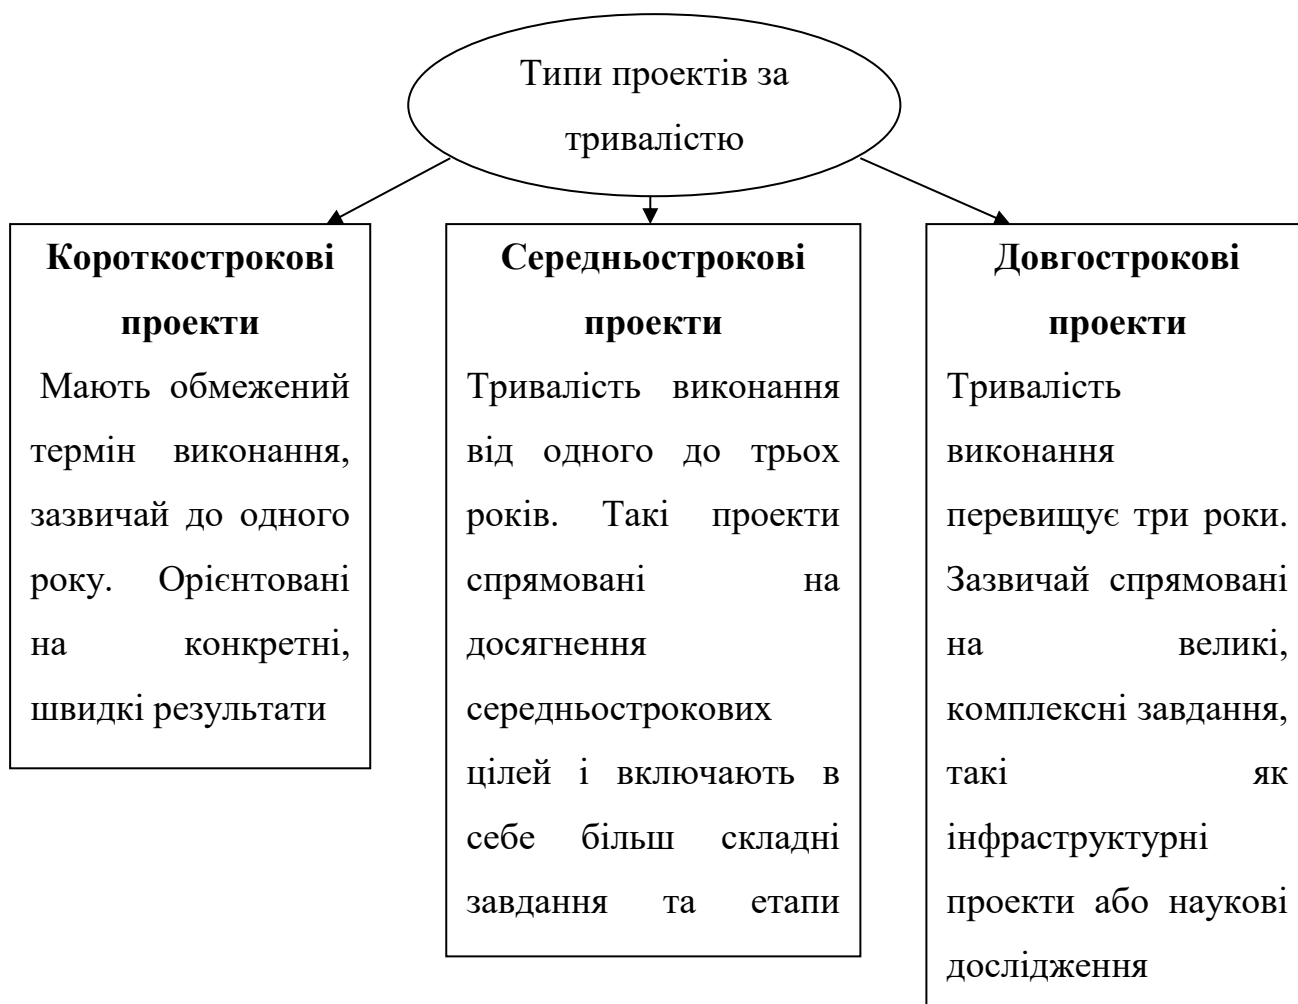 Типи проектів за
тривалістю
Короткострокові
проекти
Мають обмежений
термін виконання,
зазвичай до одного
року. Орієнтовані
на конкретні,
швидкі результати
Середньострокові
проекти
Тривалість виконання
від одного до трьох
років. Такі проекти
спрямовані на
досягнення
середньострокових
цілей і включають в
себе більш складні
завдання та етапи
Довгострокові
проекти
Тривалість
виконання
перевищує три роки.
Зазвичай спрямовані
на великі,
комплексні завдання,
такі як
інфраструктурні
проекти або наукові
дослідження